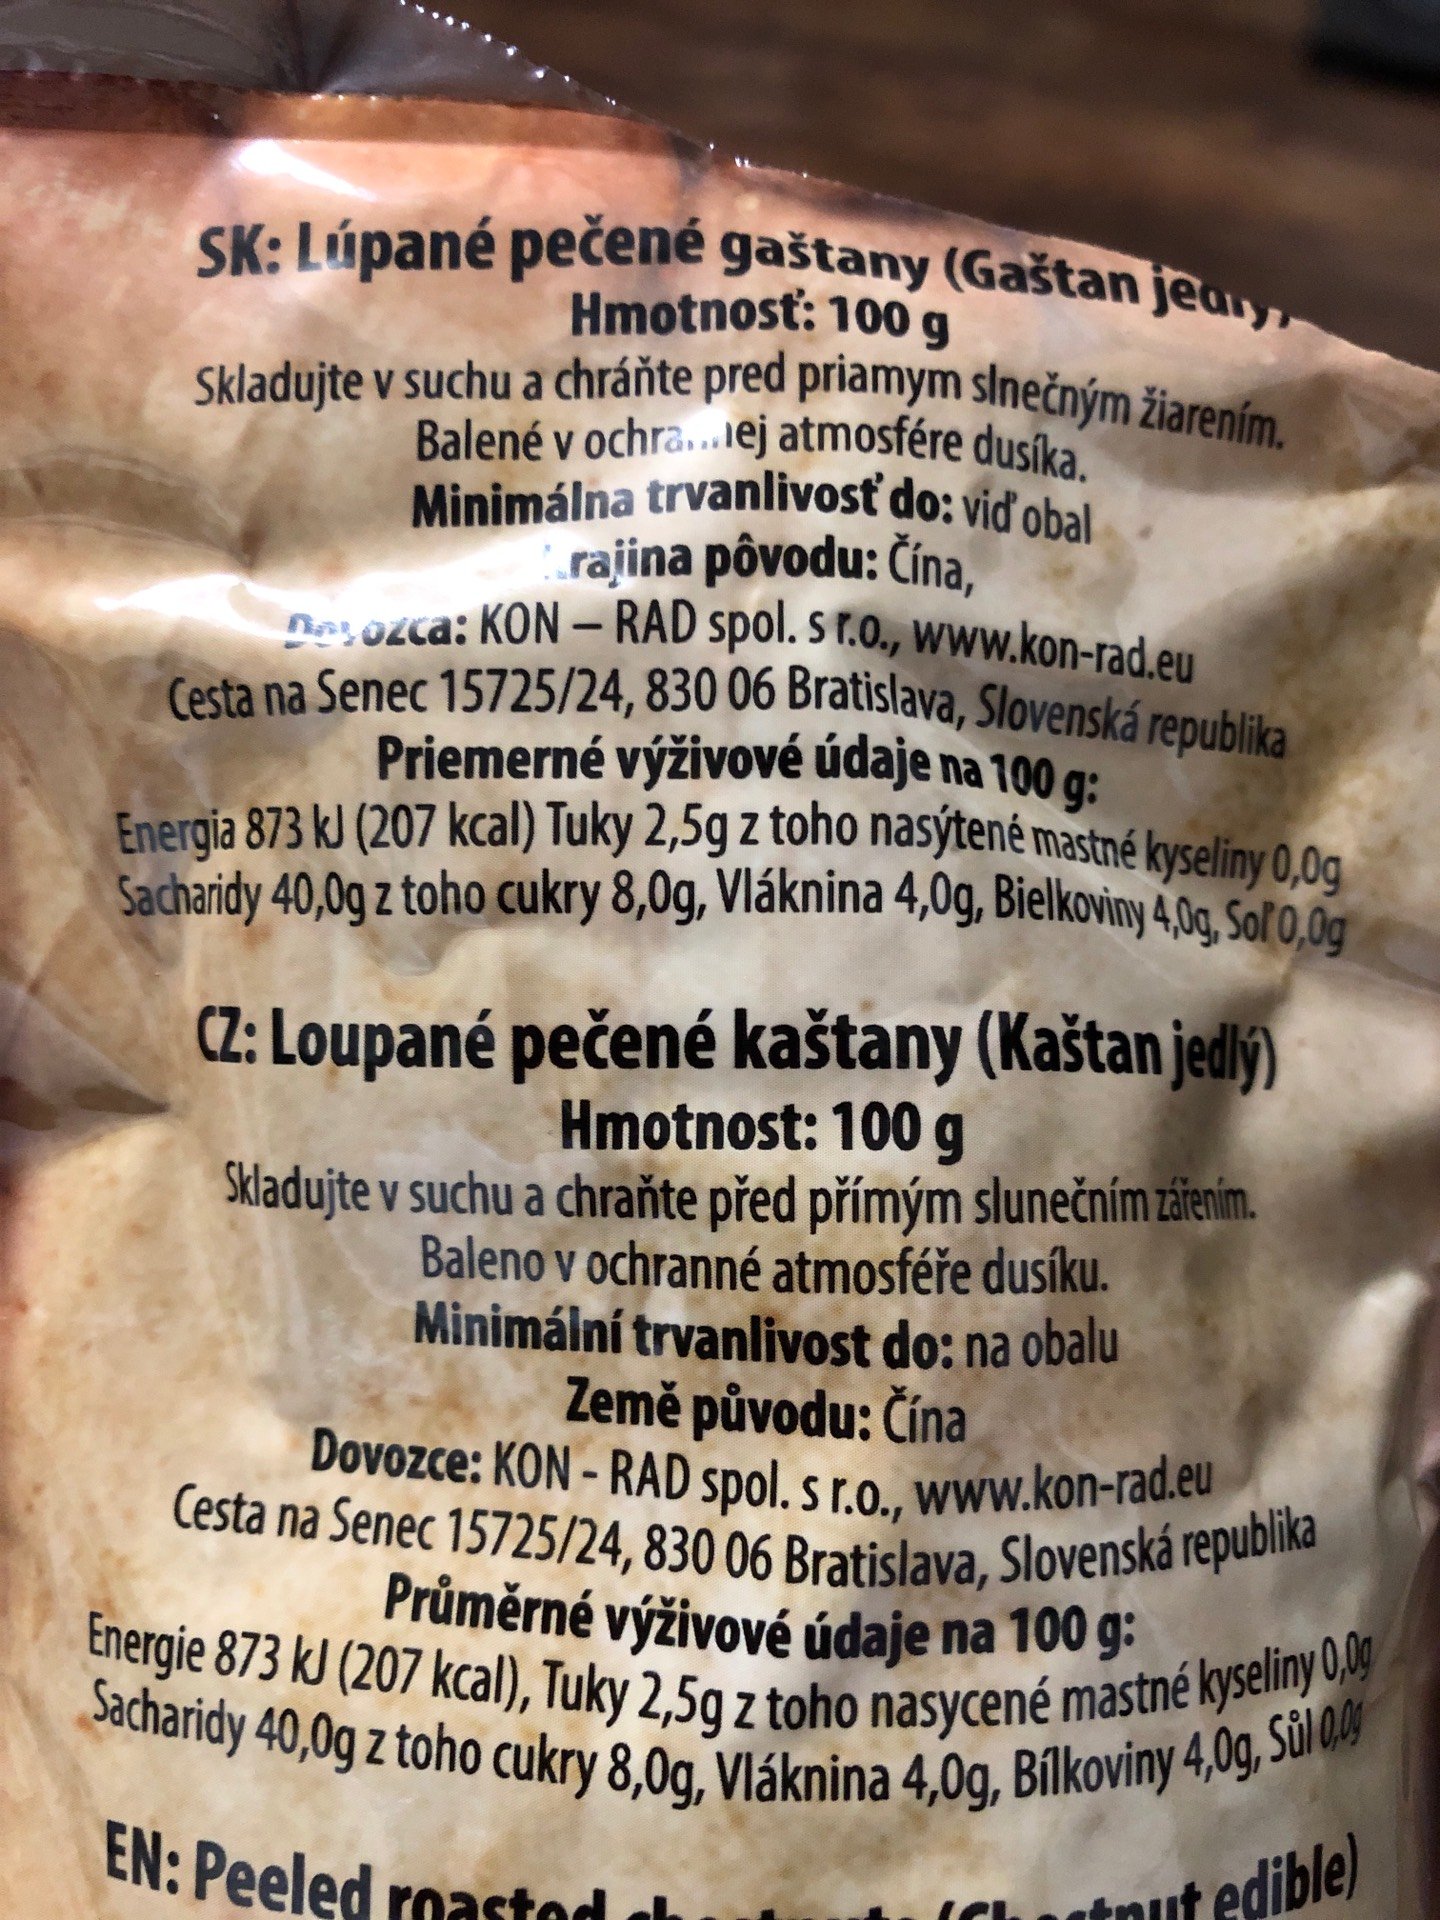 SK: Lúpané pečené gaštany (Gaštan jedlý)
Hmotnosť: 100 g
Skladujte v suchu a chráňte pred priamym slnečným žiarením.
Balené v ochrannej atmosfére dusíka.
Minimálna trvanlivosť do: viď obal
Krajina pôvodu: Čína,
Dovozca: KON – RAD spol. s r.o., www.kon-rad.eu
Cesta na Senec 15725/24, 830 06 Bratislava, Slovenská republika
Priemerné výživové údaje na 100 g:
Energia 873 kJ (207 kcal) Tuky 2,5g z toho nasýtené mastné kyseliny 0,0g
Sacharidy 40,0g z toho cukry 8,0g, Vláknina 4,0g, Bielkoviny 4,0g, Soľ 0,0g
CZ: Loupané pečené kaštany (Kaštan jedlý)
Hmotnost: 100 g
Skladujte v suchu a chraňte před přímým slunečním zářením.
Baleno v ochranné atmosféře dusíku.
Minimální trvanlivost do: na obalu
Země původu: Čína
Dovozce: KON - RAD spol. s r.o., www.kon-rad.eu
Cesta na Senec 15725/24, 830 06 Bratislava, Slovenská republika
Průměrné výživové údaje na 100 g:
Energie 873 kJ (207 kcal), Tuky 2,5g z toho nasycené mastné kyseliny 0,0g
Sacharidy 40,0g z toho cukry 8,0g, Vláknina 4,0g, Bílkoviny 4,0g, Sůl 0,0g
EN: Peeled roasted chestnuts (Chestnut edible)